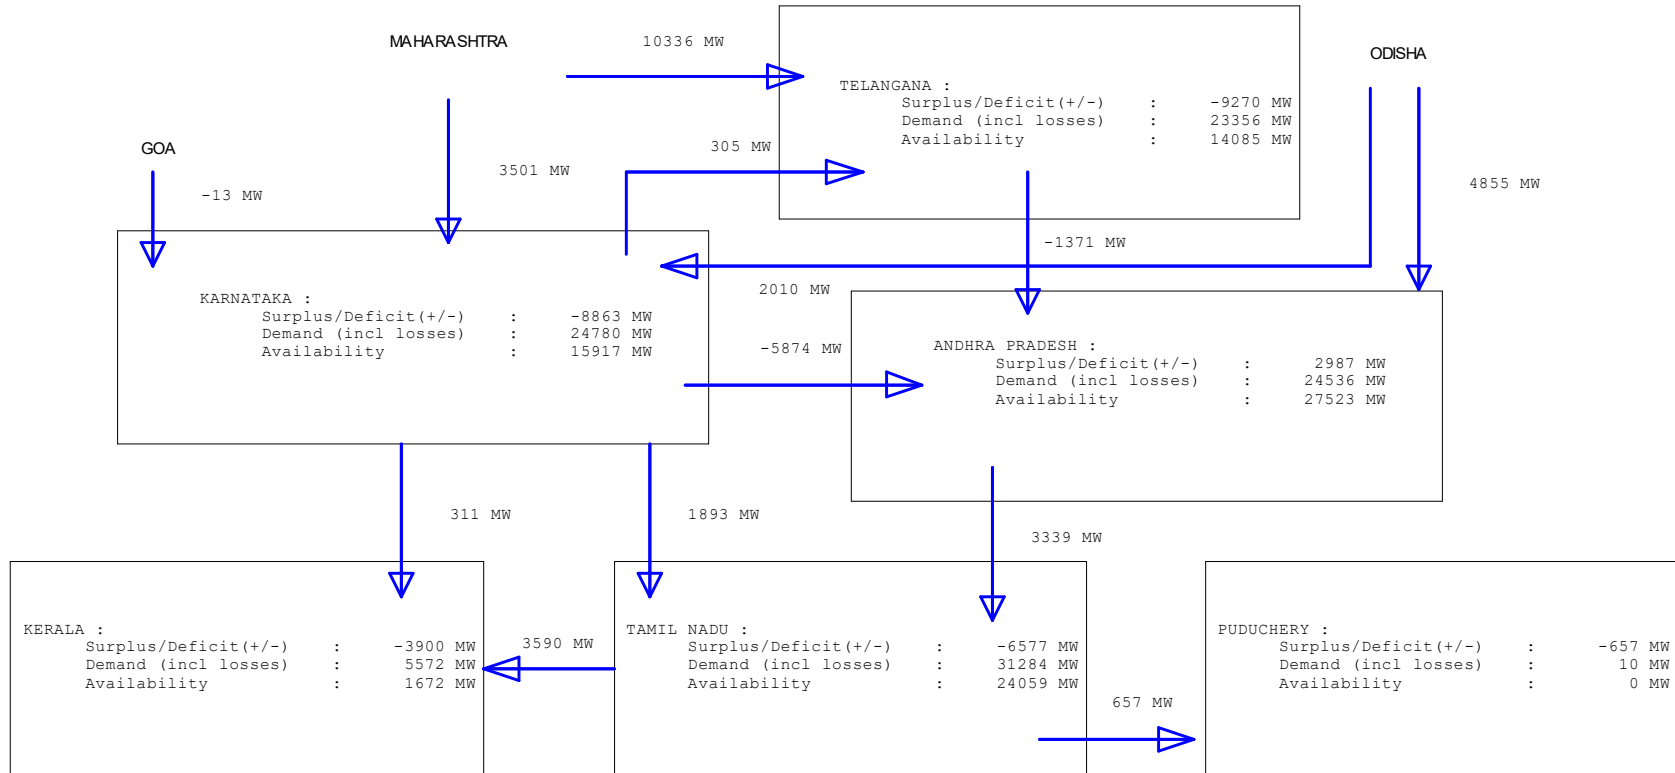 MAHARASHTRA
10336 MW
ODISHA
TELANGANA :
Surplus/Deficit(+/-) : -9270 MW
Demand (incl losses) : 23356 MW
Availability : 14085 MW
GOA
305 MW
3501 MW
4855 MW
-13 MW
-1371 MW
2010 MW
KARNATAKA :
Surplus/Deficit(+/-) : -8863 MW
Demand (incl losses) : 24780 MW
Availability : 15917 MW
-5874 MW
ANDHRA PRADESH :
Surplus/Deficit(+/-) : 2987 MW
Demand (incl losses) : 24536 MW
Availability : 27523 MW
311 MW
1893 MW
3339 MW
KERALA :
Surplus/Deficit(+/-) : -3900 MW
Demand (incl losses) : 5572 MW
Availability : 1672 MW
3590 MW
TAMIL NADU :
Surplus/Deficit(+/-) : -6577 MW
Demand (incl losses) : 31284 MW
Availability : 24059 MW
657 MW
PUDUCHERY :
Surplus/Deficit(+/-) : -657 MW
Demand (incl losses) : 10 MW
Availability : 0 MW